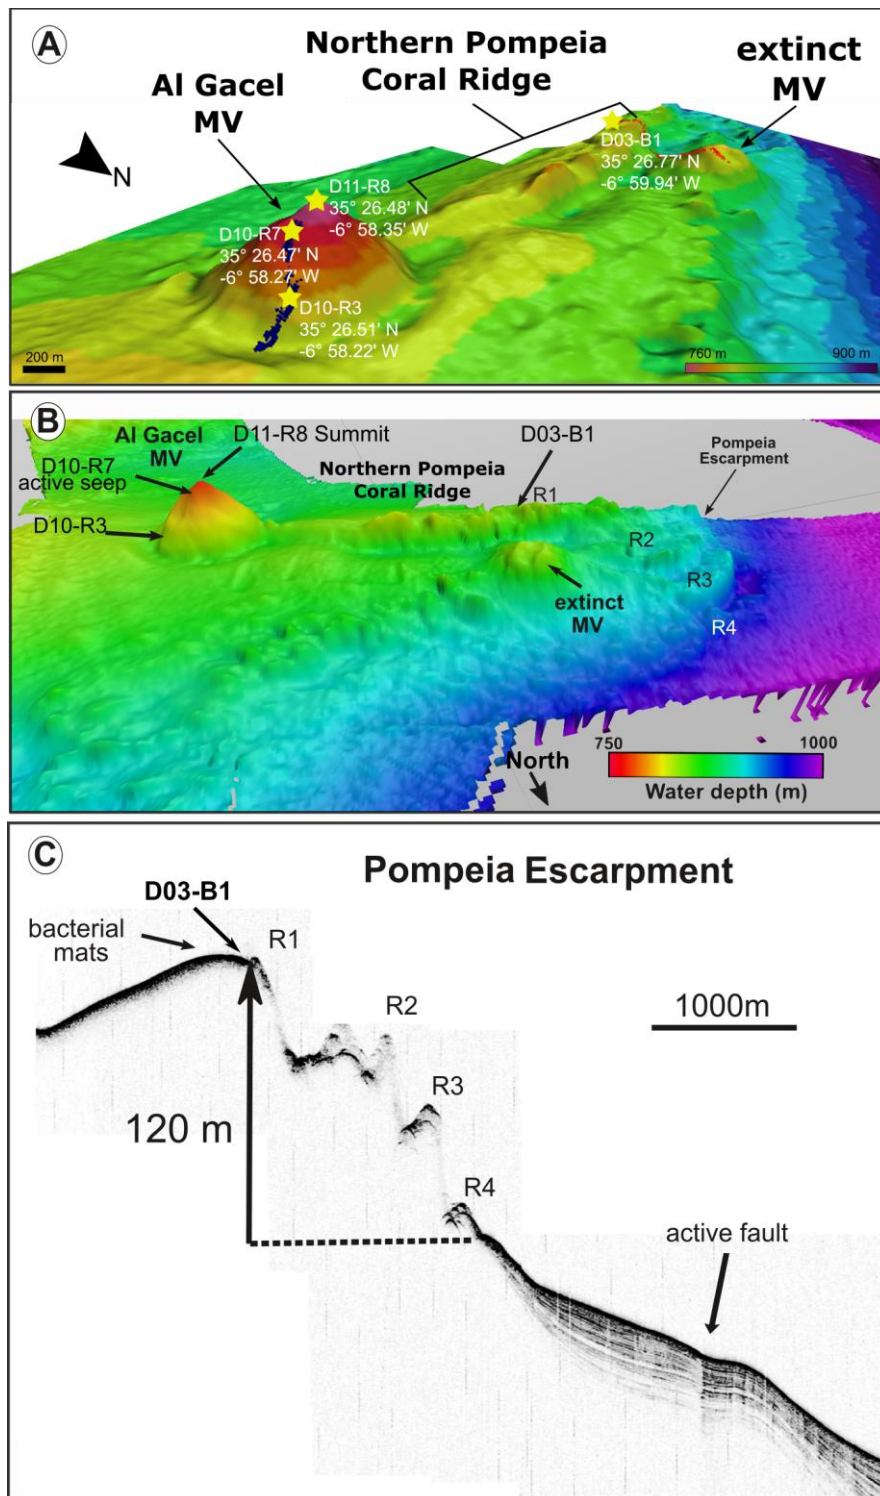 A
Northern Pompeia
Coral Ridge
extinct
MV
Al Gacel
MV
N
D03-B1
35° 26.77' N
-6° 59.94' W
D11-R8
35° 26.48' N
-6° 58.35' W
D10-R7
35° 26.47' N
-6° 58.27' W
D10-R3
35° 26.51' N
-6° 58.22' W
200 m
760 m
900 m
B
Al Gacel
MV
D11-R8 Summit
D10-R7
active seep
D10-R3
Northern Pompeia
Coral Ridge
D03-B1
R1
Pompeia
Escarpment
R2
R3
R4
extinct
MV
North
750
1000
Water depth (m)
C
Pompeia Escarpment
D03-B1
bacterial
mats
R1
R2
R3
R4
1000m
120 m
active fault